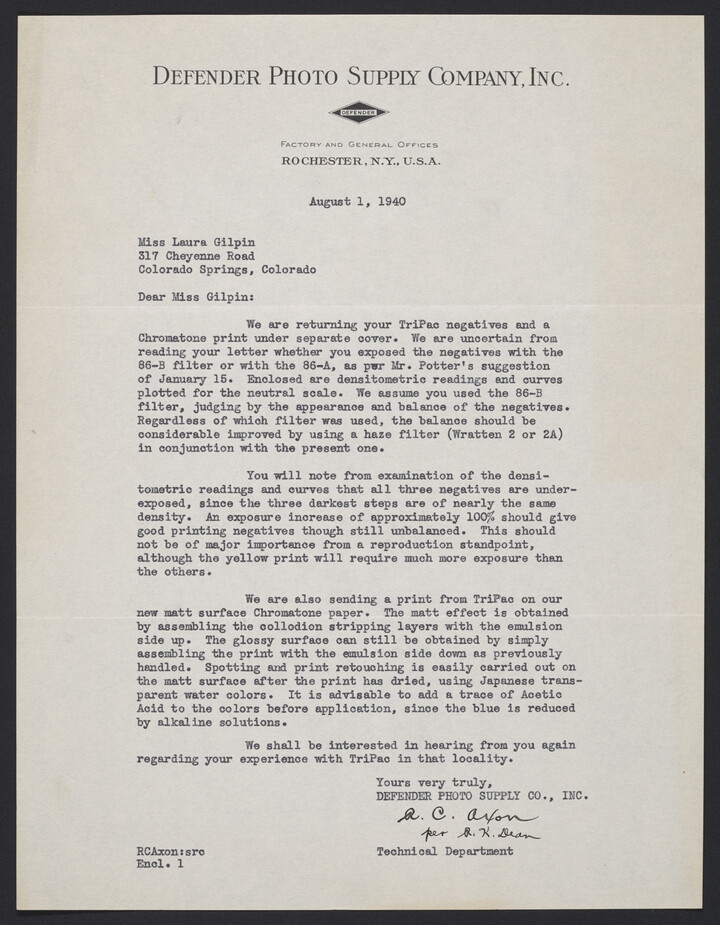 DEFENDER PHOTO SUPPLY COMPANY, INC.
DEFENDER
FACTORY AND GENERAL OFFICES
ROCHESTER, N.Y., U.S.A.
August 1, 1940
Miss Laura Gilpin
317 Cheyenne Road
Colorado Springs, Colorado
Dear Miss Gilpin:
We are returning your TriPac negatives and a
Chromatone print under separate cover. We are uncertain from
reading your letter whether you exposed the negatives with the
86-B filter or with the 86-A, as pwr Mr. Potter's suggestion
of January 15. Enclosed are densitometric readings and curves
plotted for the neutral scale. We assume you used the 86-B
filter, judging by the appearance and balance of the negatives.
Regardless of which filter was used, the balance should be
considerable improved by using a haze filter (Wratten 2 or 2A)
in conjunction with the present one.
You will note from examination of the densi-
tometric readings and curves that all three negatives are under-
exposed, since the three darkest steps are of nearly the same
density. An exposure increase of approximately 100% should give
good printing negatives though still unbalanced. This should
not be of major importance from a reproduction standpoint,
although the yellow print will require much more exposure than
the others.
We are also sending a print from TriPac on our
new matt surface Chromatone paper. The matt effect is obtained
by assembling the collodion stripping layers with the emulsion
side up. The glossy surface can still be obtained by simply
assembling the print with the emulsion side down as previously
handled. Spotting and print retouching is easily carried out on
the matt surface after the print has dried, using Japanese trans-
parent water colors. It is advisable to add a trace of Acetic
Acid to the colors before application, since the blue is reduced
by alkaline solutions.
We shall be interested in hearing from you again
regarding your experience with TriPac in that locality.
Yours very truly,
DEFENDER PHOTO SUPPLY CO., INC.
R. C. Axon
per R. K. Dean
RCAxon:src
Technical Department
Encl. 1